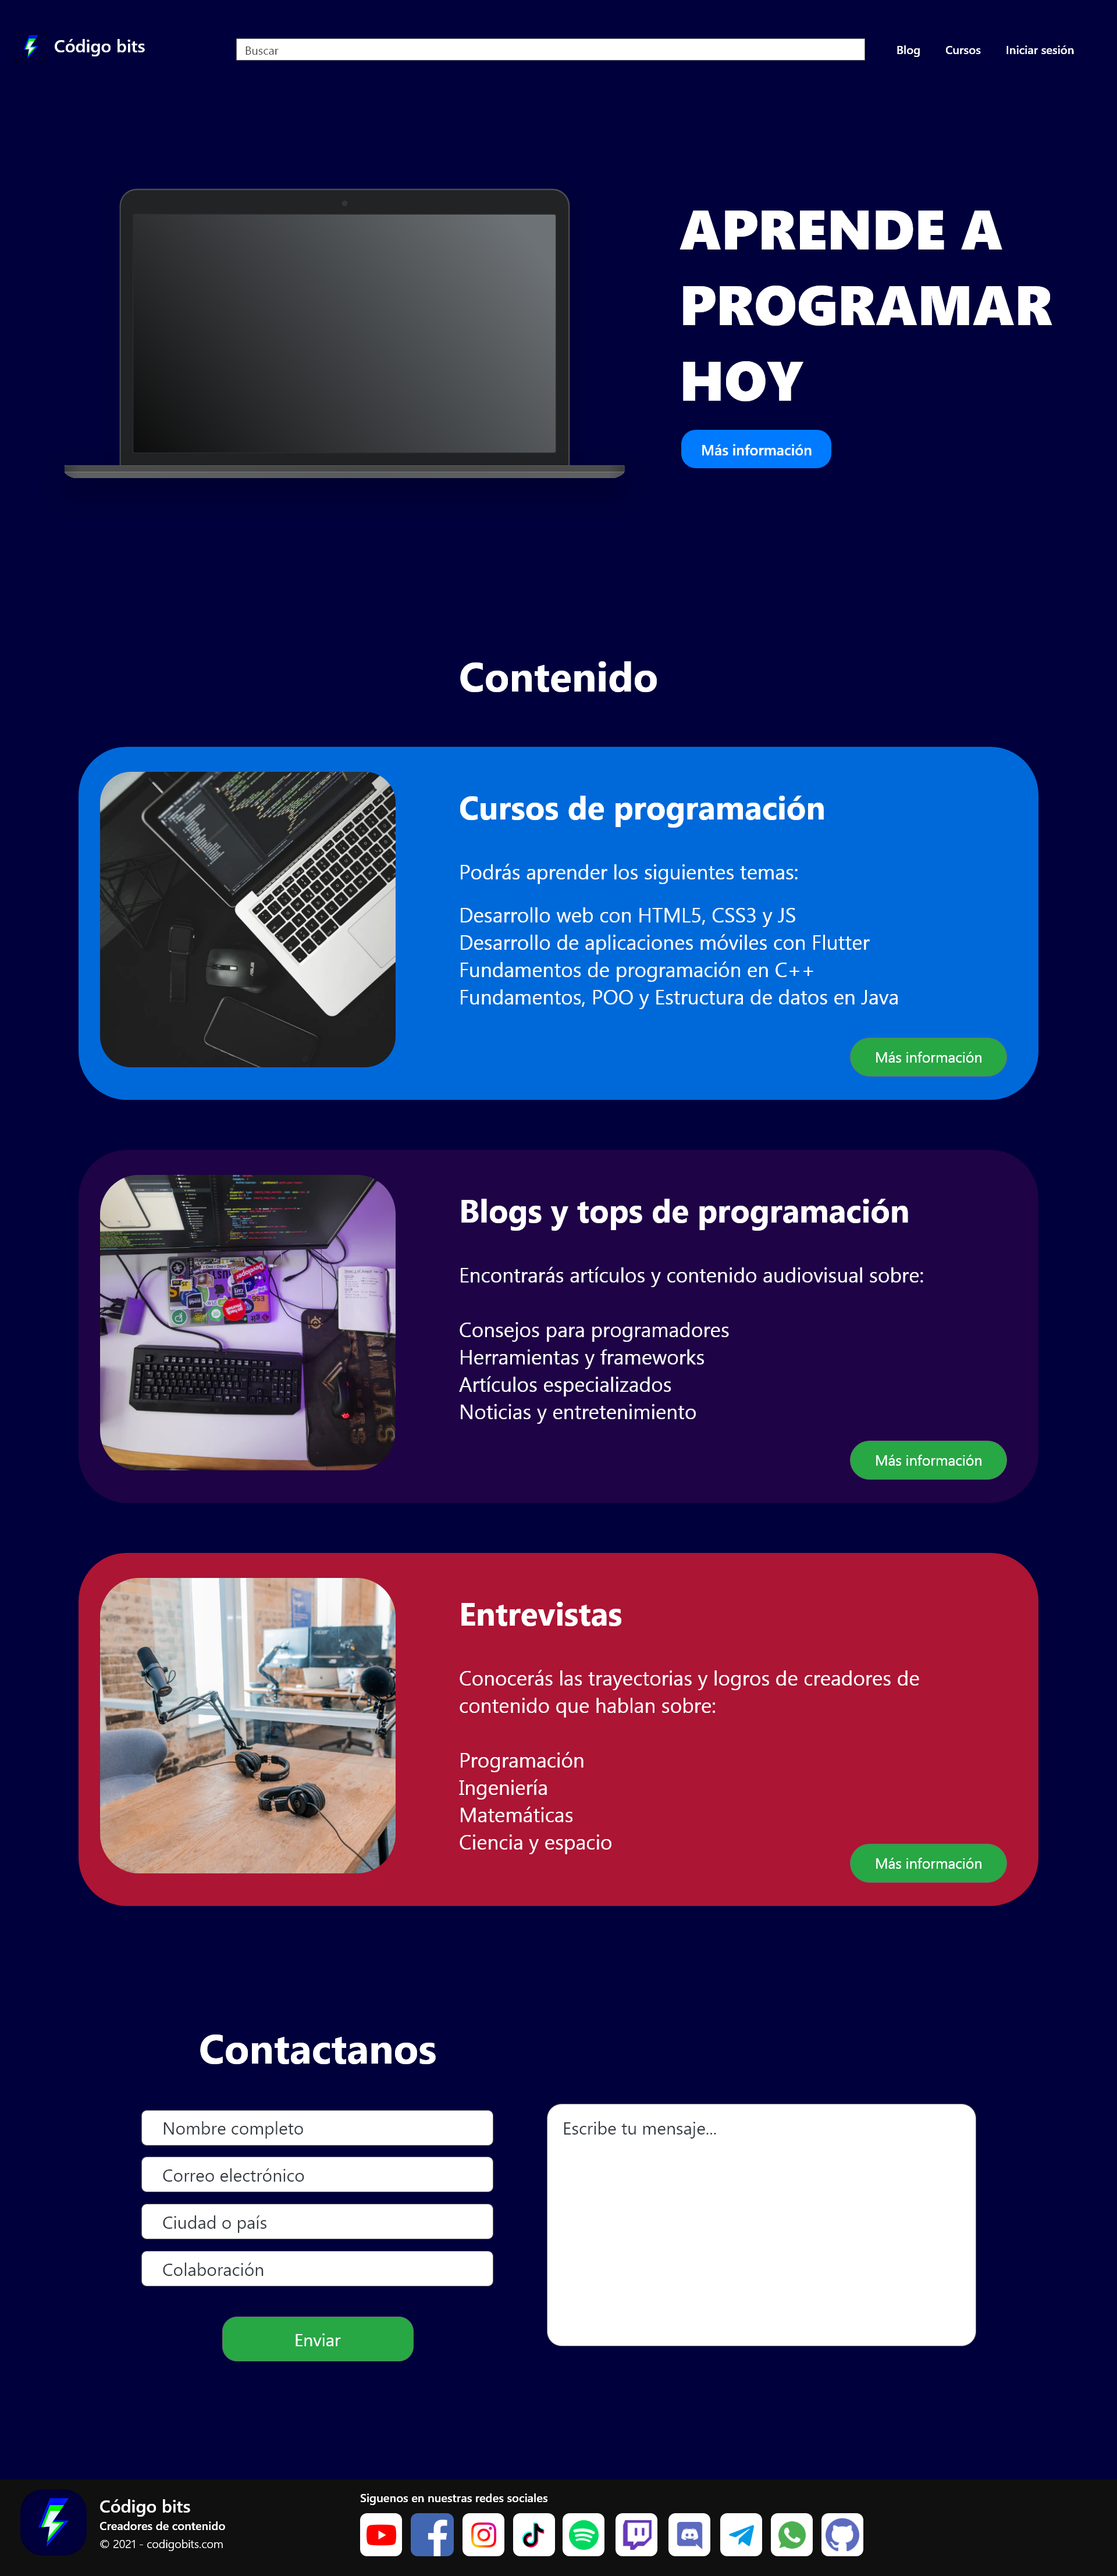 Código bits
Buscar
Blog
Cursos
Iniciar sesión
APRENDE A
PROGRAMAR
HOY
Más información
Contenido
Cursos de programación
Podrás aprender los siguientes temas:
Desarrollo web con HTML5, CSS3 y JS
Desarrollo de aplicaciones móviles con Flutter
Fundamentos de programación en C++
Fundamentos, POO y Estructura de datos en Java
Más información
Blogs y tops de programación
Encontrarás artículos y contenido audiovisual sobre:
Consejos para programadores
Herramientas y frameworks
Artículos especializados
Noticias y entretenimiento
Más información
Entrevistas
Conocerás las trayectorias y logros de creadores de
contenido que hablan sobre:
Programación
Ingeniería
Matemáticas
Ciencia y espacio
Más información
Contactanos
Nombre completo
Correo electrónico
Ciudad o país
Colaboración
Enviar
Escribe tu mensaje...
Código bits
Creadores de contenido
© 2021 - codigobits.com
Siguenos en nuestras redes sociales